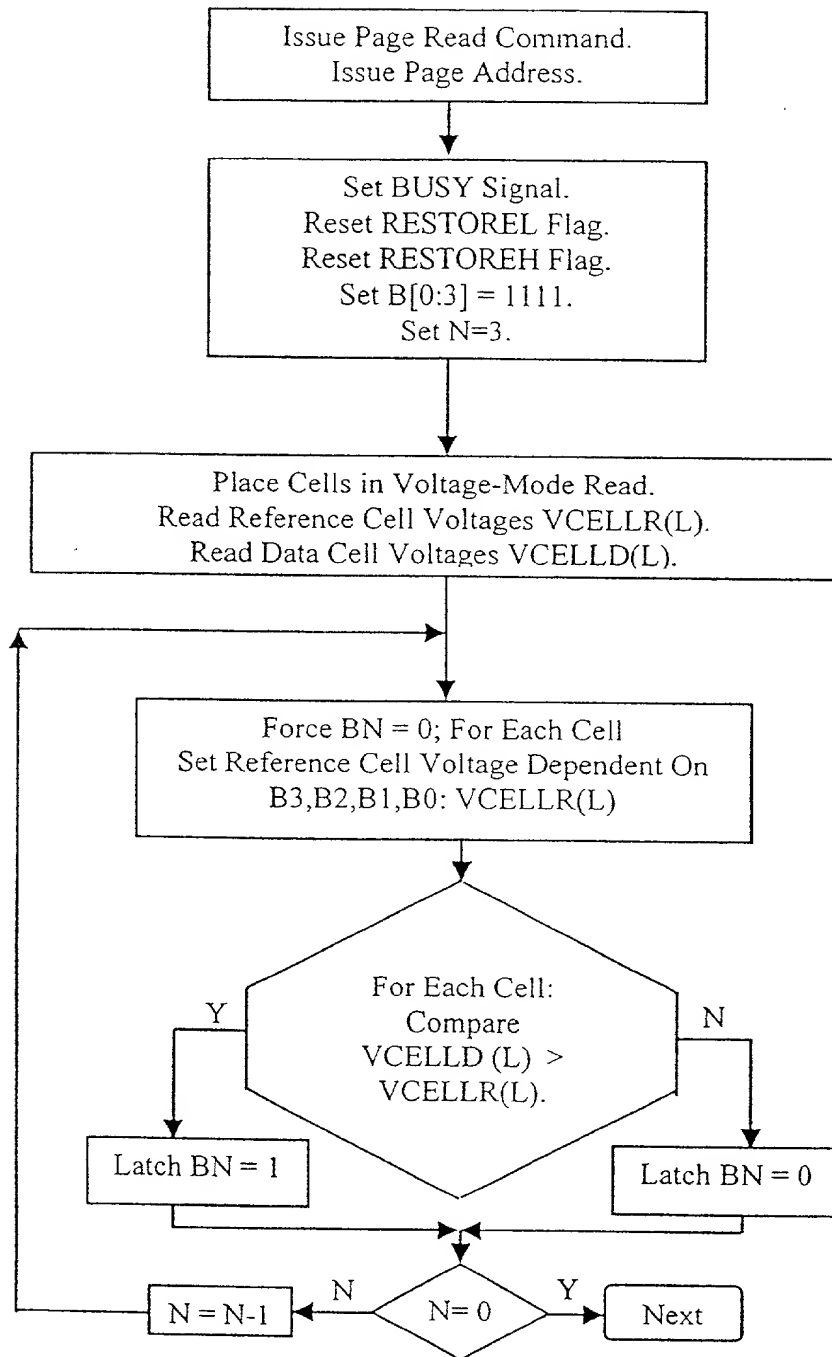 Issue Page Read Command.
Issue Page Address.
Set BUSY Signal.
Reset RESTOREL Flag.
Reset RESTOREH Flag.
Set B[0:3] = 1111.
Set N=3.
Place Cells in Voltage-Mode Read.
Read Reference Cell Voltages VCELLR(L).
Read Data Cell Voltages VCELLD(L).
Force BN = 0; For Each Cell
Set Reference Cell Voltage Dependent On
B3,B2,B1,B0: VCELLR(L)
For Each Cell:
Compare
VCELLD (L) >
VCELLR(L).
Y
N
Latch BN = 1
Latch BN = 0
N = N-1
N
N= 0
Y
Next